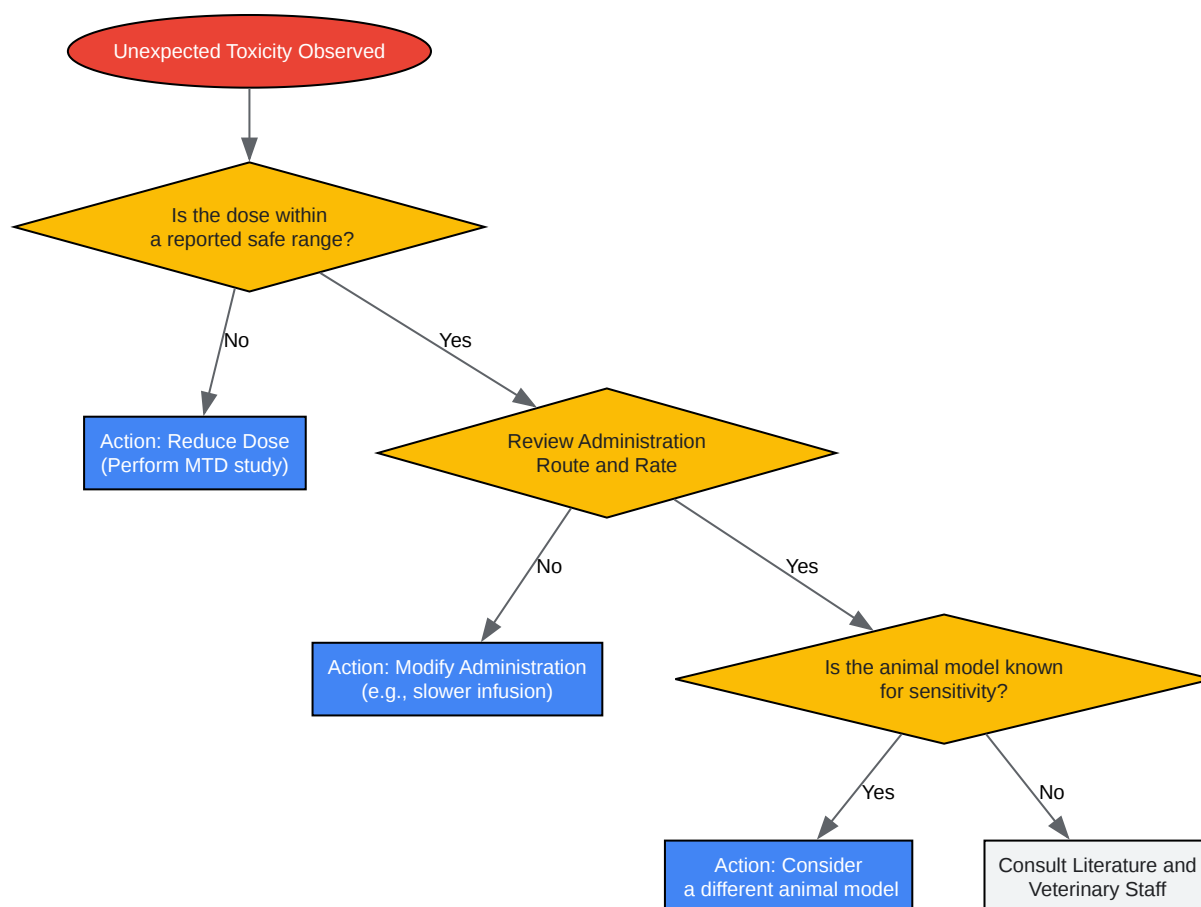 Unexpected Toxicity Observed
Is the dose within
a reported safe range?
No
Yes
Action: Reduce Dose
(Perform MTD study)
Review Administration
Route and Rate
No
Yes
Action: Modify Administration
(e.g., slower infusion)
Is the animal model known
for sensitivity?
Yes
No
Action: Consider
a different animal model
Consult Literature and
Veterinary Staff